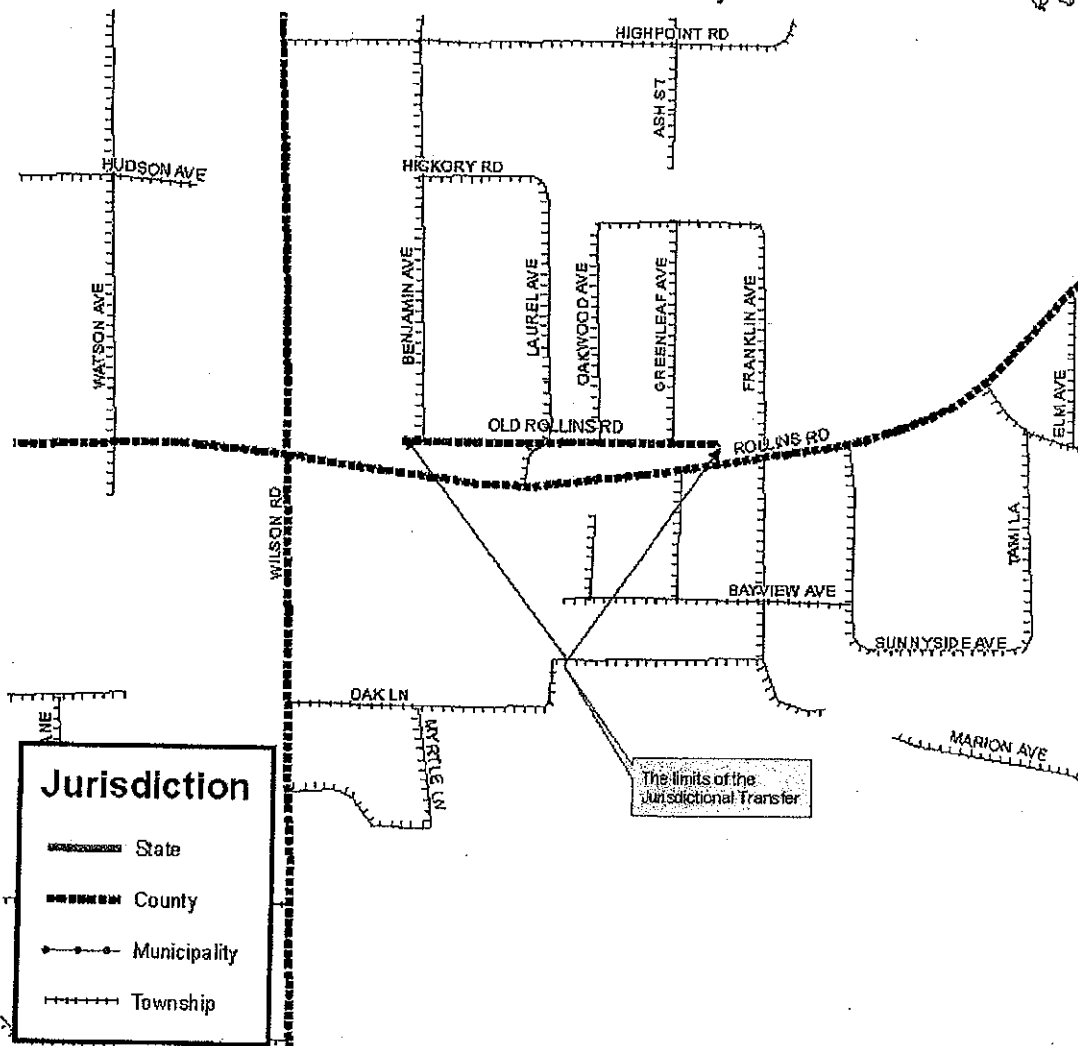 HIGHPOINT RD
ASH ST
HUDSON AVE
HICKORY RD
WATSON AVE
BENJAMIN AVE
LAUREL AVE
OAKWOOD AVE
GREENLEAF AVE
FRANKLIN AVE
ELM AVE
OLD ROLLINS RD
ROLLINS RD
WILSON RD
TAMI LA
BAYVIEW AVE
SUNNYSIDE AVE
OAK LN
MYRTLE LN
MARION AVE
ANE
The limits of the
Jurisdictional Transfer
Jurisdiction
State
County
Municipality
Township